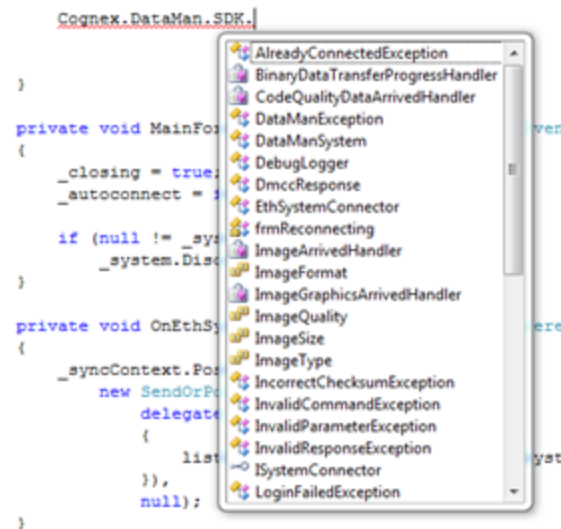 Cognex.DataMan.SDK.
AlreadyConnectedException
BinaryDataTransferProgressHandler
CodeQualityDataArrivedHandler
DataManException
DataManSystem
DebugLogger
DmccResponse
EthSystemConnector
frmReconnecting
ImageArrivedHandler
ImageFormat
ImageGraphicsArrivedHandler
ImageQuality
ImageSize
ImageType
IncorrectChecksumException
InvalidCommandException
InvalidParameterException
InvalidResponseException
ISystemConnector
LoginFailedException
}
private void MainFor
{
_closing = true;
_autoconnect =
if (null != _sys
_system.Disc
}
private void OnEthSy
{
_syncContext.Pos
new SendOrPo
delegate
{
list
}),
null);
}